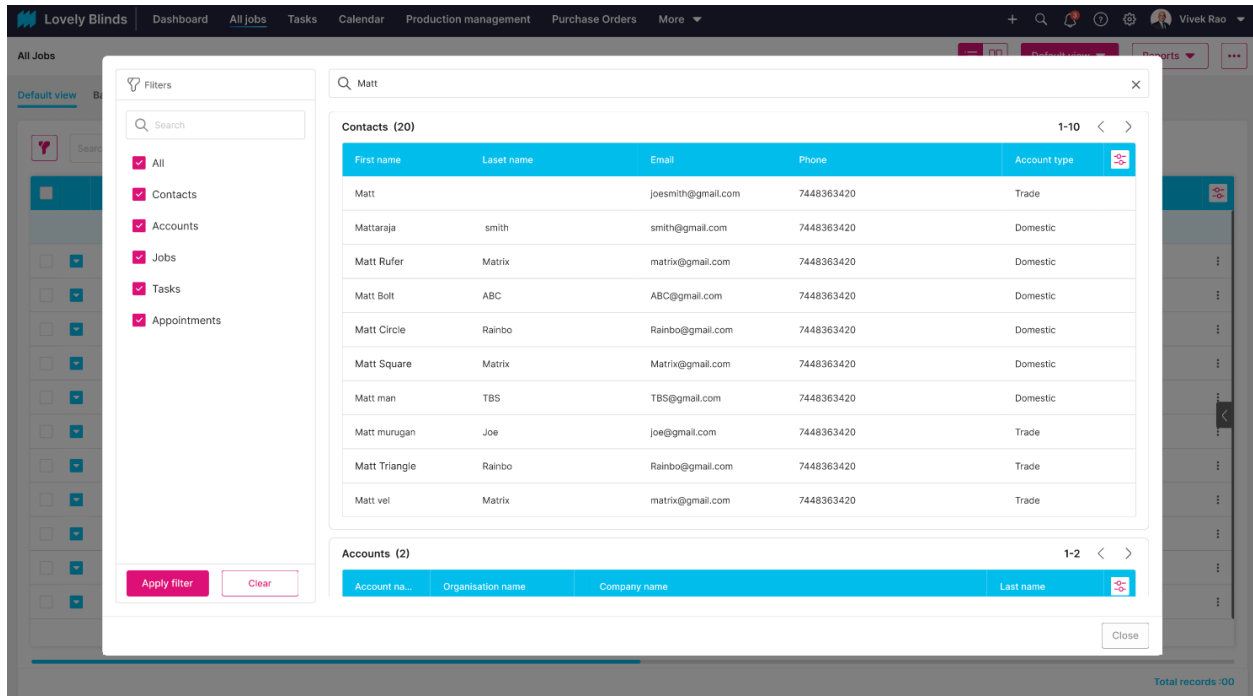 Lovely Blinds Dashboard All jobs Tasks Calendar Production management Purchase Orders More Vivek Rao
All Jobs Default view Reports
Default view
Filters
Search
All
Contacts
Accounts
Jobs
Tasks
Appointments
Apply filter Clear
Matt
Contacts (20) 1-10
First name Laset name Email Phone Account type
Matt joesmith@gmail.com 7448363420 Trade
Mattaraja smith smith@gmail.com 7448363420 Domestic
Matt Rufer Matrix matrix@gmail.com 7448363420 Domestic
Matt Bolt ABC ABC@gmail.com 7448363420 Domestic
Matt Circle Rainbo Rainbo@gmail.com 7448363420 Domestic
Matt Square Matrix Matrix@gmail.com 7448363420 Domestic
Matt man TBS TBS@gmail.com 7448363420 Domestic
Matt murugan Joe joe@gmail.com 7448363420 Trade
Matt Triangle Rainbo Rainbo@gmail.com 7448363420 Trade
Matt vel Matrix matrix@gmail.com 7448363420 Trade
Accounts (2) 1-2
Account na... Organisation name Company name Last name
Close
Total records :00